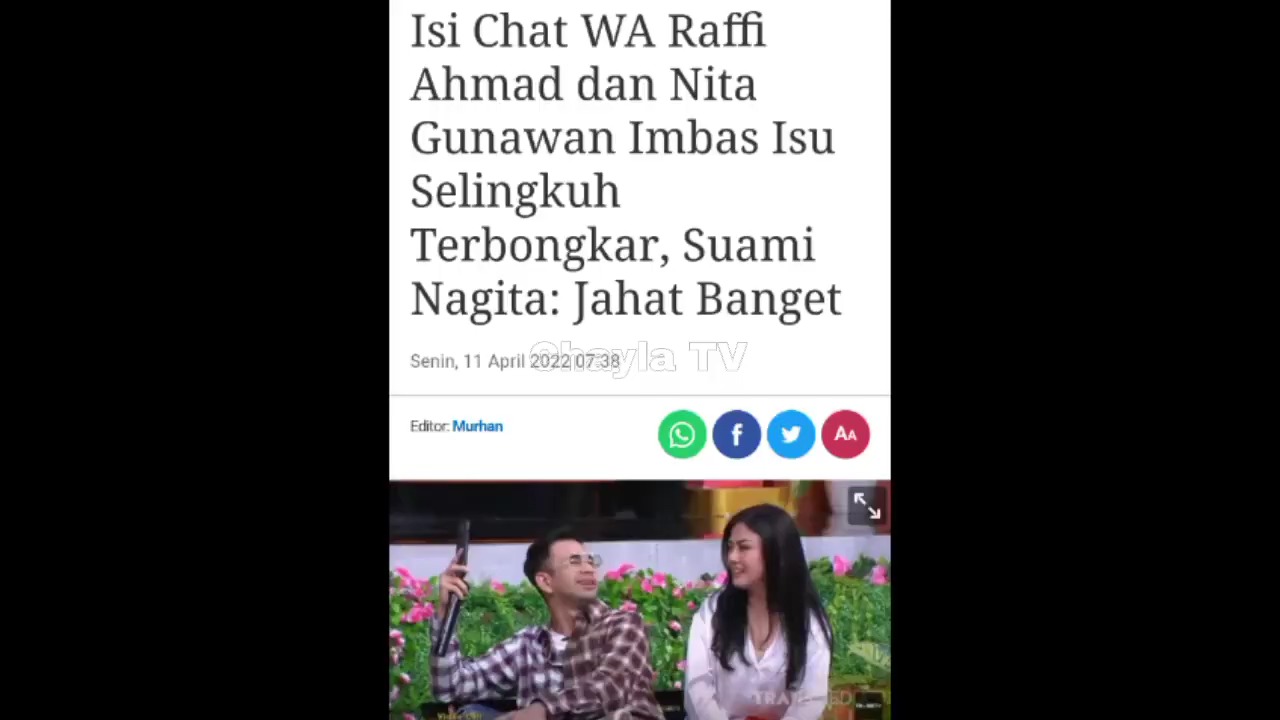 Isi Chat WA Raffi
Ahmad dan Nita
Gunawan Imbas Isu
Selingkuh
Terbongkar, Suami
Nagita: Jahat Banget
Senin, 11 April 2022 07:38
Chayla TV
Editor: Murhan
f
AA